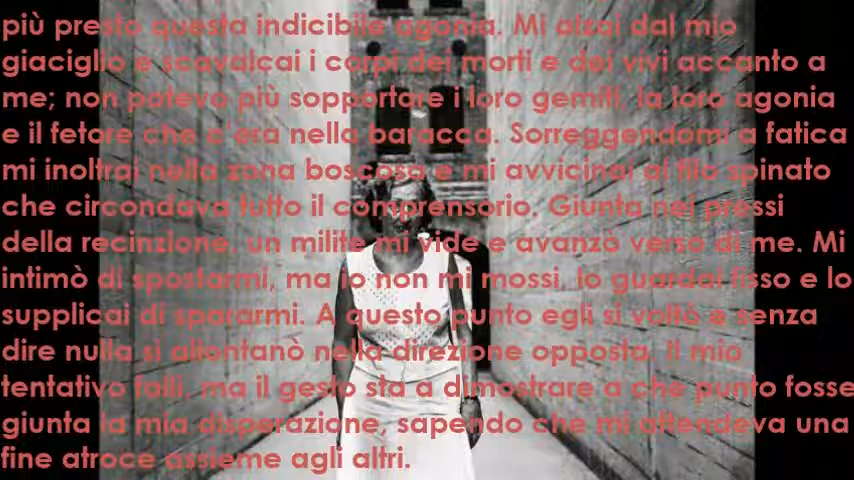 più presto questa indicibile agonia. Mi alzai dal mio
giaciglio e scavalcai i corpi dei morti e dei vivi accanto a
me; non potevo più sopportare i loro gemiti, la loro agonia
e il fetore che c'era nella baracca. Sorreggendomi a fatica
mi inoltrai nella zona boscosa e mi avvicinai al filo spinato
che circondava tutto il comprensorio. Giunta nei pressi
della recinzione, un milite mi vide e avanzò verso di me. Mi
intimò di spostarmi, ma io non mi mossi, lo guardai fisso e lo
supplicai di spararmi. A questo punto egli si voltò e senza
dire nulla si allontanò nella direzione opposta. Il mio
tentativo fallì, ma il gesto sta a dimostrare a che punto fosse
giunta la mia disperazione, sapendo che mi attendeva una
fine atroce assieme agli altri.